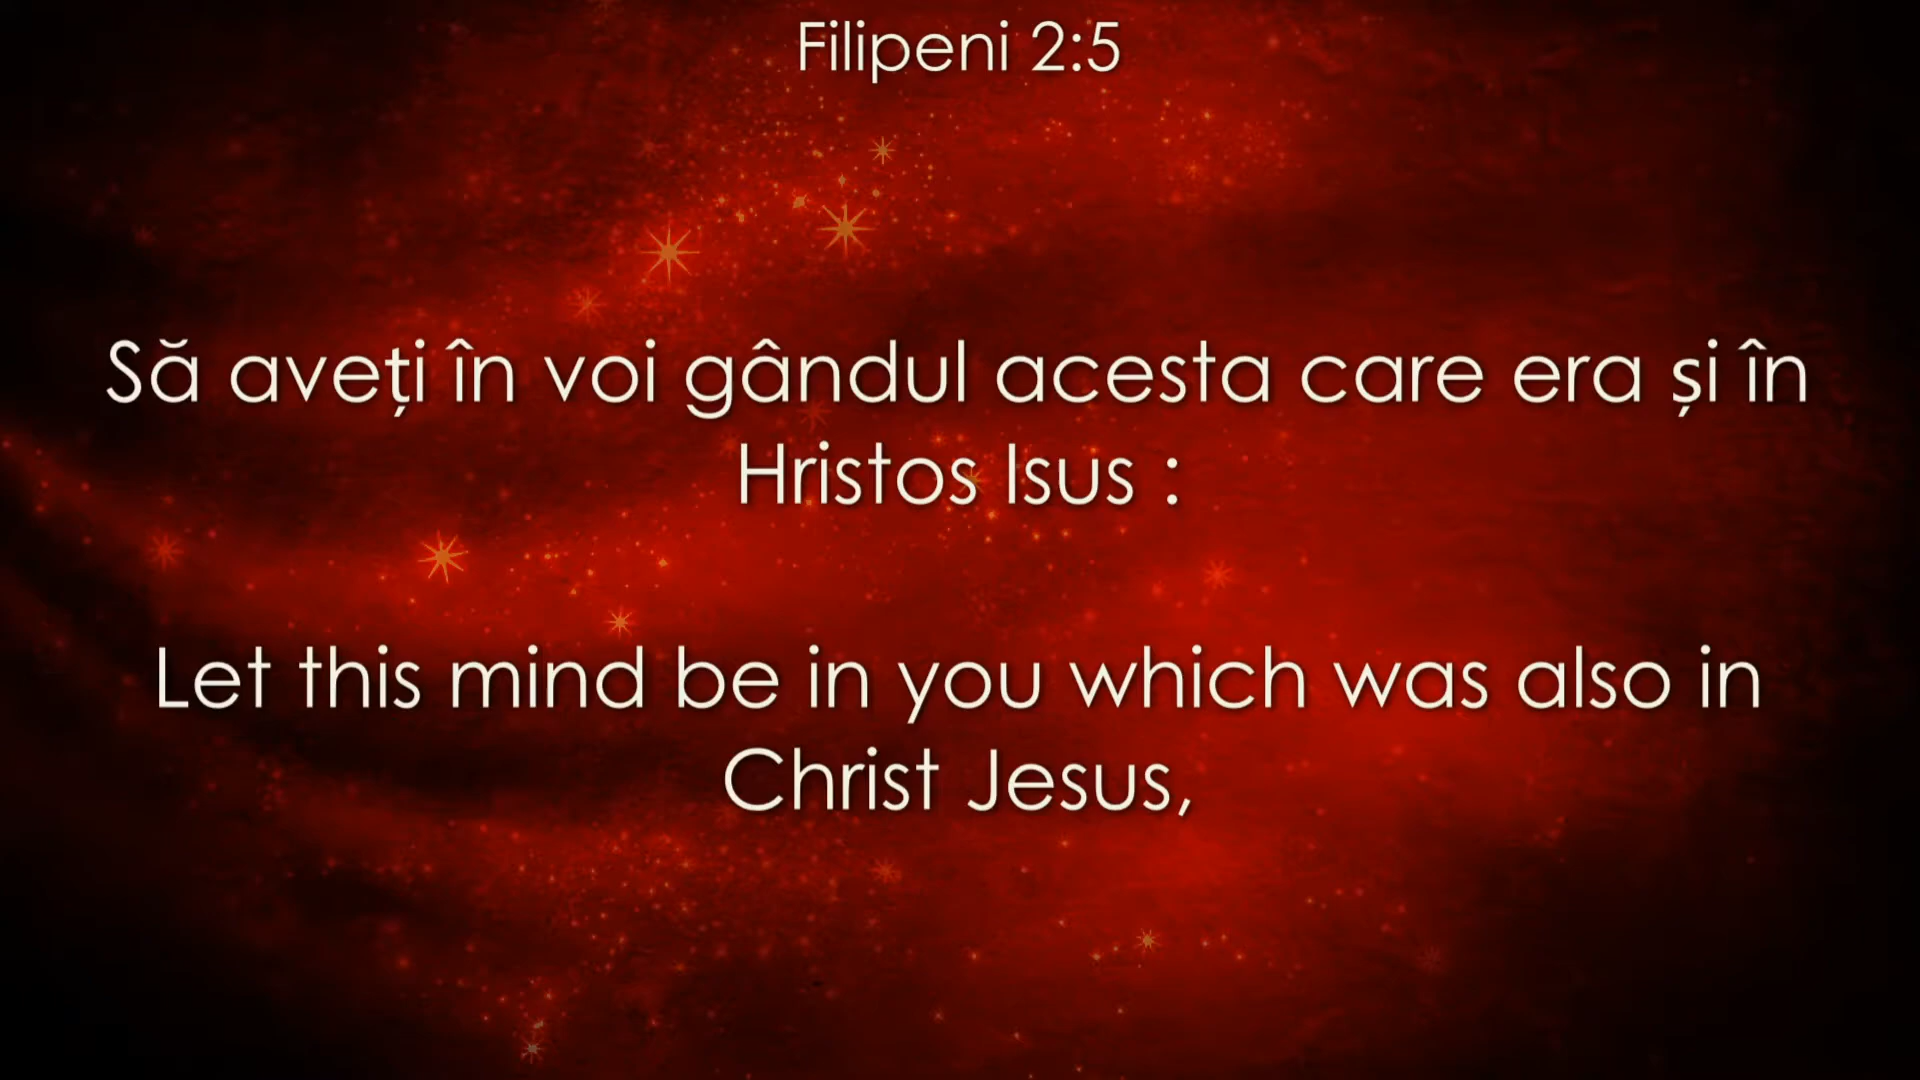 Filipeni 2:5
Să aveți în voi gândul acesta care era și în
Hristos Isus :
Let this mind be in you which was also in
Christ Jesus,